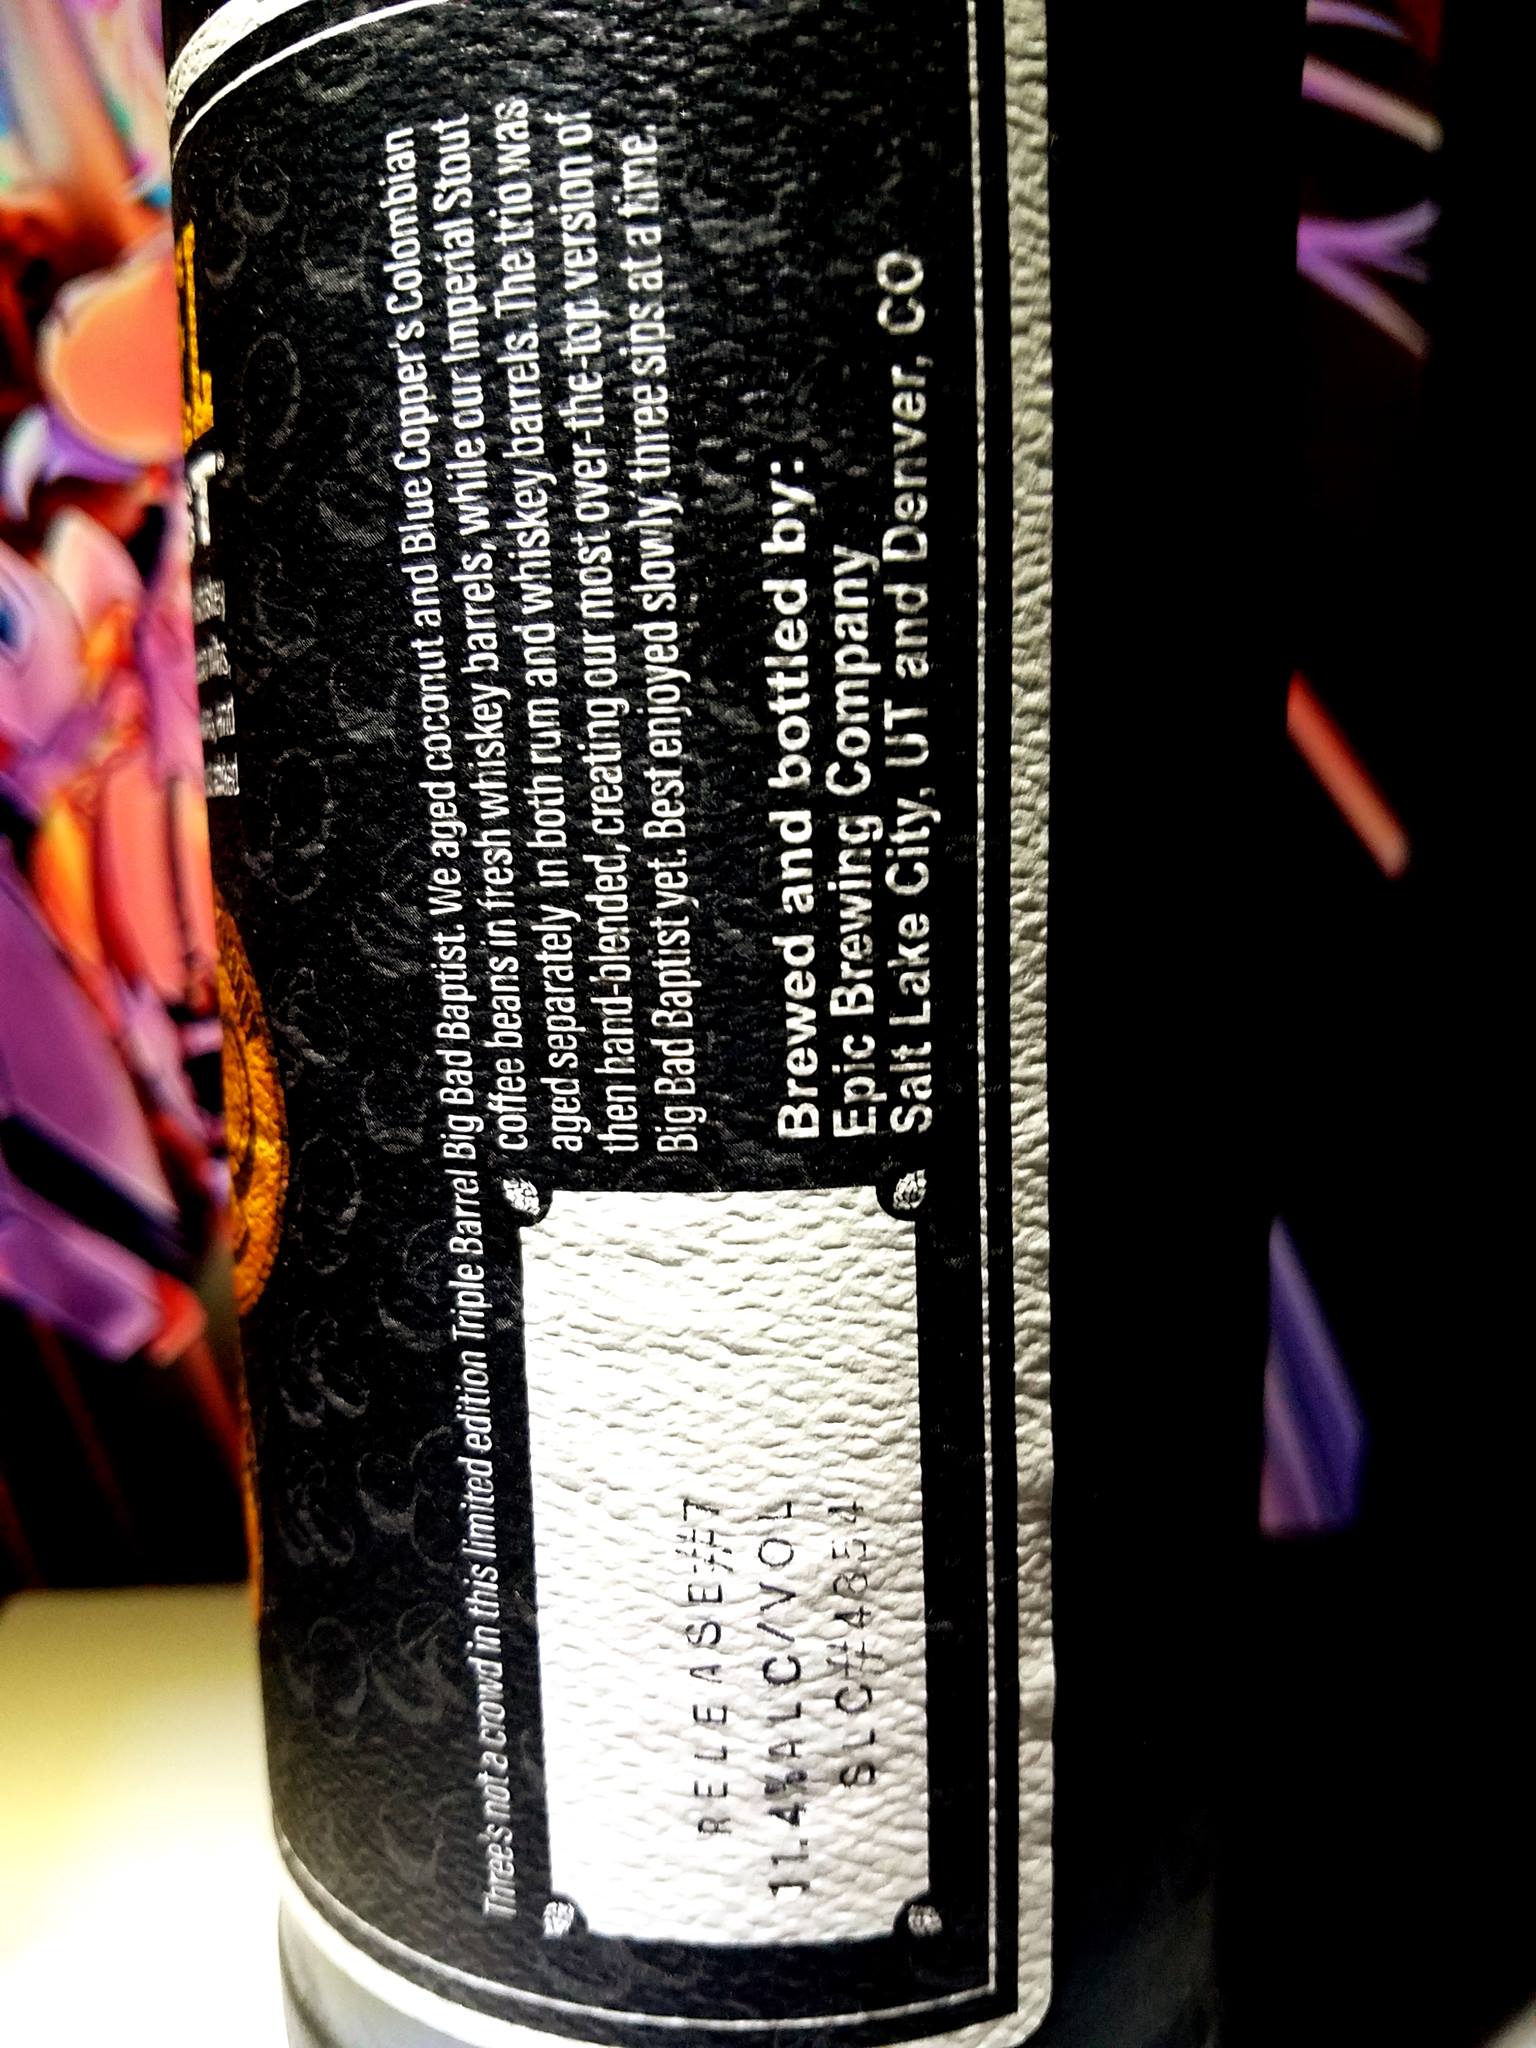 Three's not a crowd in this limited edition Triple Barrel Big Bad Baptist. We aged coconut and Blue Copper's Colombian
coffee beans in fresh whiskey barrels, while our Imperial Stout
aged separately in both rum and whiskey barrels. The trio was
then hand-blended, creating our most over-the-top version of
Big Bad Baptist yet. Best enjoyed slowly, three sips at a time.
Brewed and bottled by:
Epic Brewing Company
Salt Lake City, UT and Denver, CO
RELEASE#7
11.4%ALC/VOL
SLC#4854